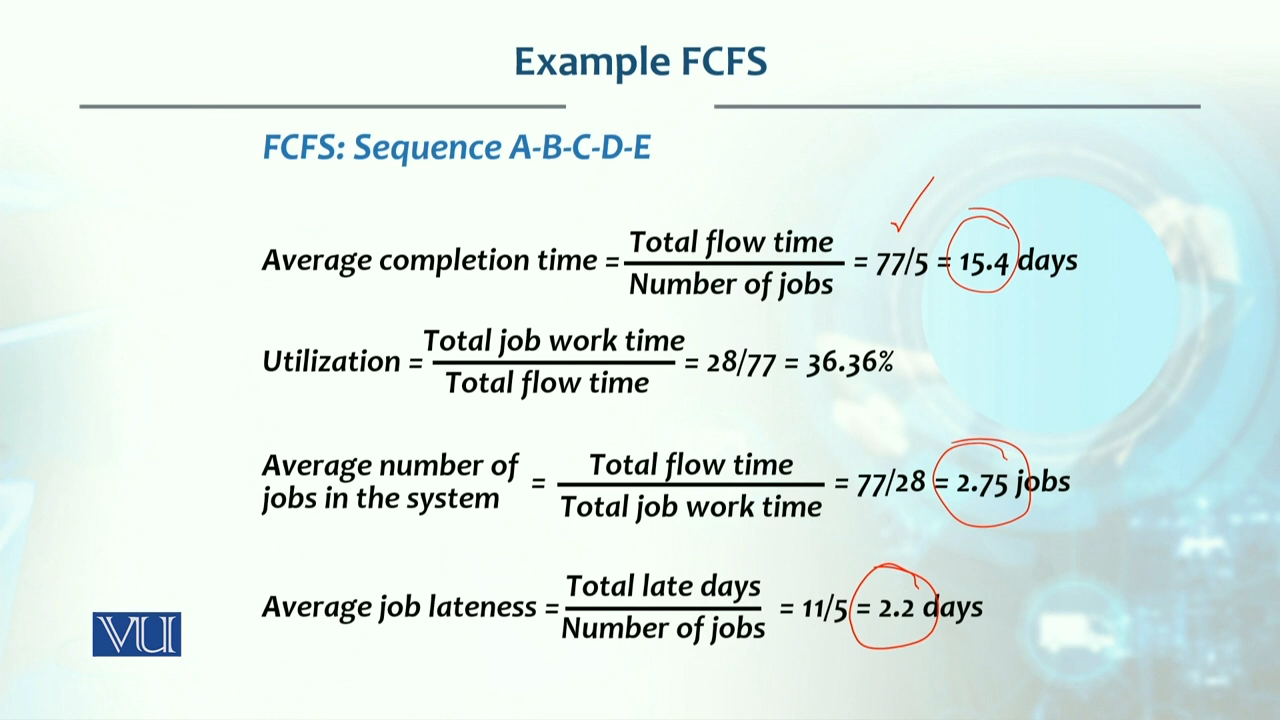 Example FCFS
FCFS: Sequence A-B-C-D-E
Average completion time = Total flow time / Number of jobs = 77/5 = 15.4 days
Utilization = Total job work time / Total flow time = 28/77 = 36.36%
Average number of jobs in the system = Total flow time / Total job work time = 77/28 = 2.75 jobs
Average job lateness = Total late days / Number of jobs = 11/5 = 2.2 days
VU